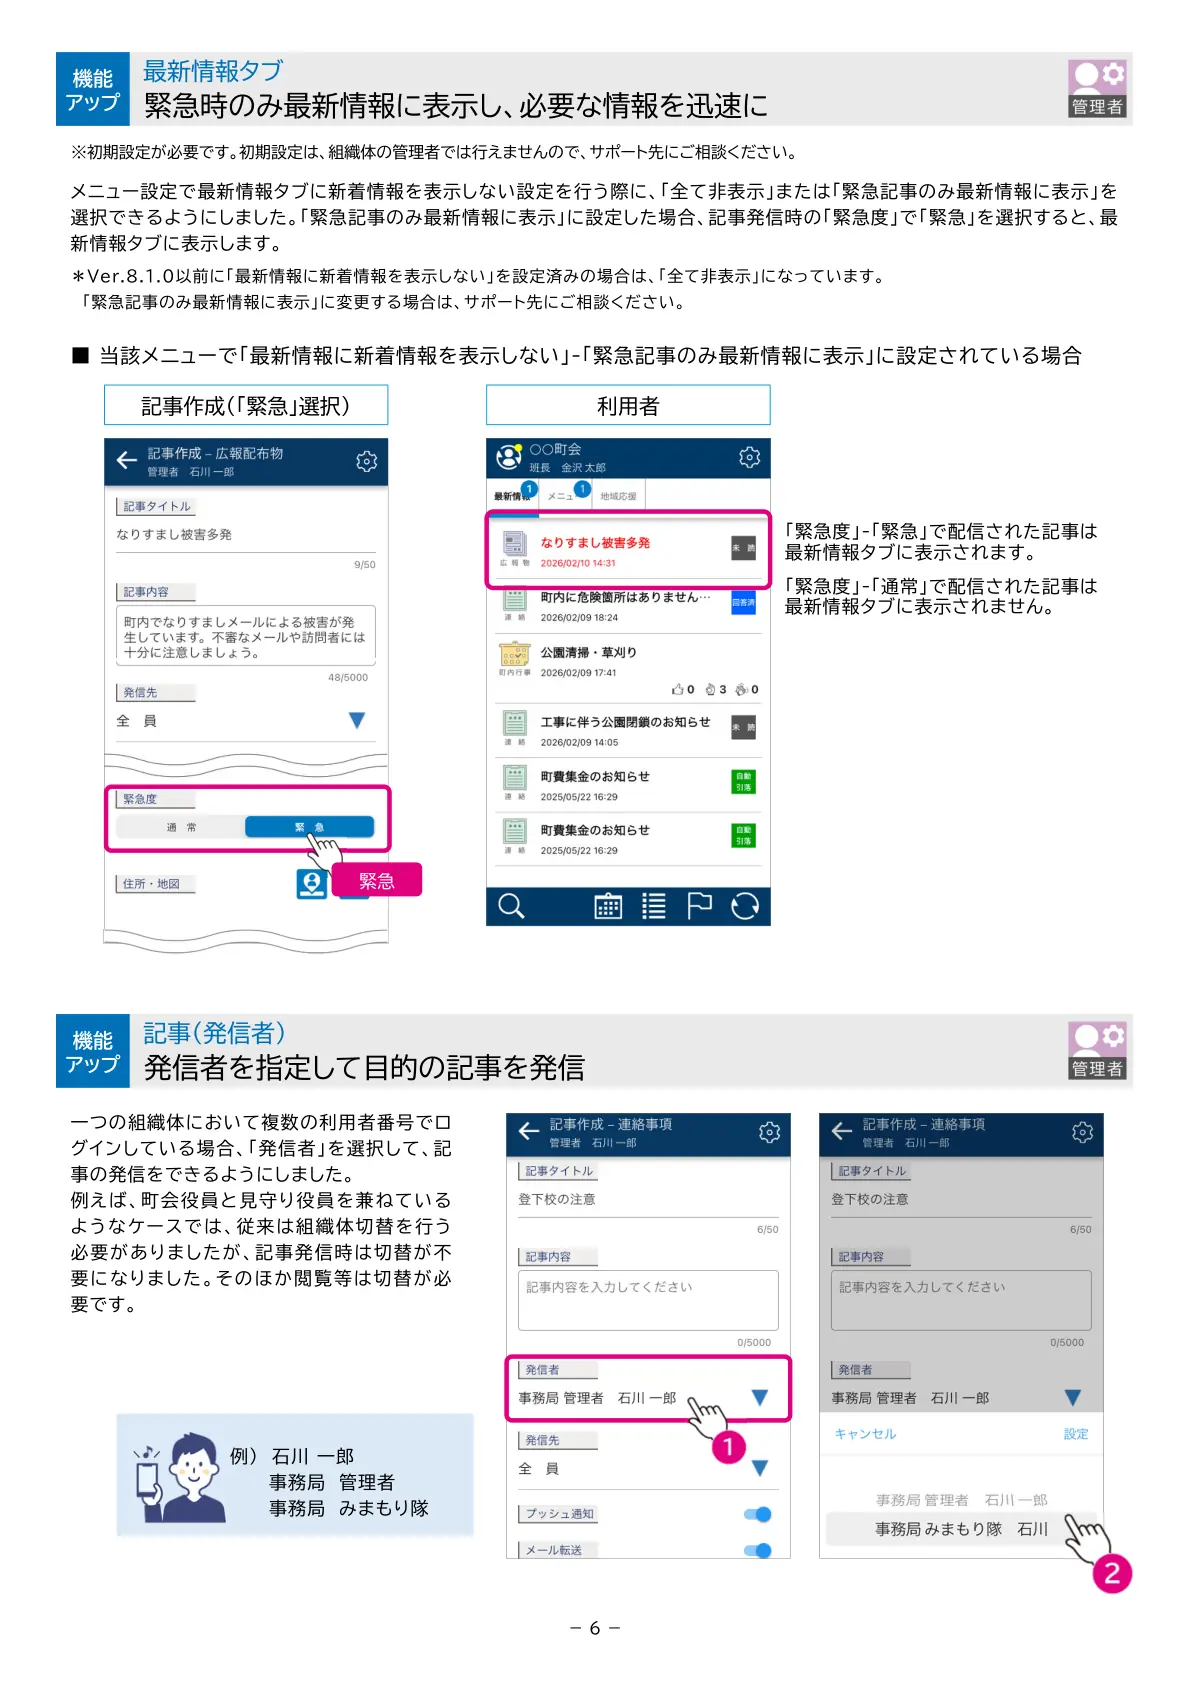 機能
アップ
最新情報タブ
緊急時のみ最新情報に表示し、必要な情報を迅速に
管理者
※初期設定が必要です。初期設定は、組織体の管理者では行えませんので、サポート先にご相談ください。
メニュー設定で最新情報タブに新着情報を表示しない設定を行う際に、「全て非表示」または「緊急記事のみ最新情報に表示」を
選択できるようにしました。「緊急記事のみ最新情報に表示」に設定した場合、記事発信時の「緊急度」で「緊急」を選択すると、最
新情報タブに表示します。
＊Ver.8.1.0以前に「最新情報に新着情報を表示しない」を設定済みの場合は、「全て非表示」になっています。
「緊急記事のみ最新情報に表示」に変更する場合は、サポート先にご相談ください。
■ 当該メニューで「最新情報に新着情報を表示しない」-「緊急記事のみ最新情報に表示」に設定されている場合
記事作成（「緊急」選択）
記事作成 – 広報配布物
管理者　石川 一郎
記事タイトル
なりすまし被害多発
9/50
記事内容
町内でなりすましメールによる被害が発
生しています。不審なメールや訪問者には
十分に注意しましょう。
48/5000
発信先
全　員
緊急度
通　常
緊　急
住所・地図
緊急
利用者
〇〇町会
班長　金沢 太郎
最新情報
1
メニュー
1
地域応援
広報物
なりすまし被害多発
2026/02/10 14:31
未　読
連　絡
町内に危険箇所はありません…
2026/02/09 18:24
回答済
町内行事
公園清掃・草刈り
2026/02/09 17:41
0 3 0
連　絡
工事に伴う公園閉鎖のお知らせ
2026/02/09 14:05
未　読
連　絡
町費集金のお知らせ
2025/05/22 16:29
自動
引落
連　絡
町費集金のお知らせ
2025/05/22 16:29
自動
引落
「緊急度」-「緊急」で配信された記事は
最新情報タブに表示されます。
「緊急度」-「通常」で配信された記事は
最新情報タブに表示されません。
機能
アップ
記事（発信者）
発信者を指定して目的の記事を発信
管理者
一つの組織体において複数の利用者番号でロ
グインしている場合、「発信者」を選択して、記
事の発信をできるようにしました。
例えば、町会役員と見守り役員を兼ねている
ようなケースでは、従来は組織体切替を行う
必要がありましたが、記事発信時は切替が不
要になりました。そのほか閲覧等は切替が必
要です。
例） 石川 一郎
事務局　管理者
事務局　みまもり隊
記事作成 – 連絡事項
管理者　石川 一郎
記事タイトル
登下校の注意
6/50
記事内容
記事内容を入力してください
0/5000
発信者
事務局 管理者　石川 一郎
1
発信先
全　員
プッシュ通知
メール転送
記事作成 – 連絡事項
管理者　石川 一郎
記事タイトル
登下校の注意
6/50
記事内容
記事内容を入力してください
0/5000
発信者
事務局 管理者　石川 一郎
キャンセル
設定
事務局 管理者　石川 一郎
事務局 みまもり隊　石川
2
– 6 –